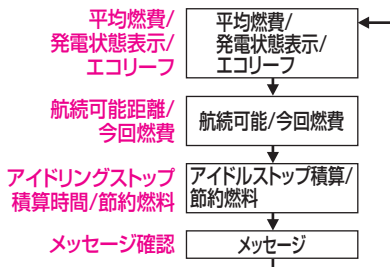 平均燃費/
発電状態表示/
エコリーフ
平均燃費/
発電状態表示/
エコリーフ
航続可能距離/
今回燃費
航続可能/今回燃費
アイドリングストップ
積算時間/節約燃料
アイドルストップ積算/
節約燃料
メッセージ確認
メッセージ